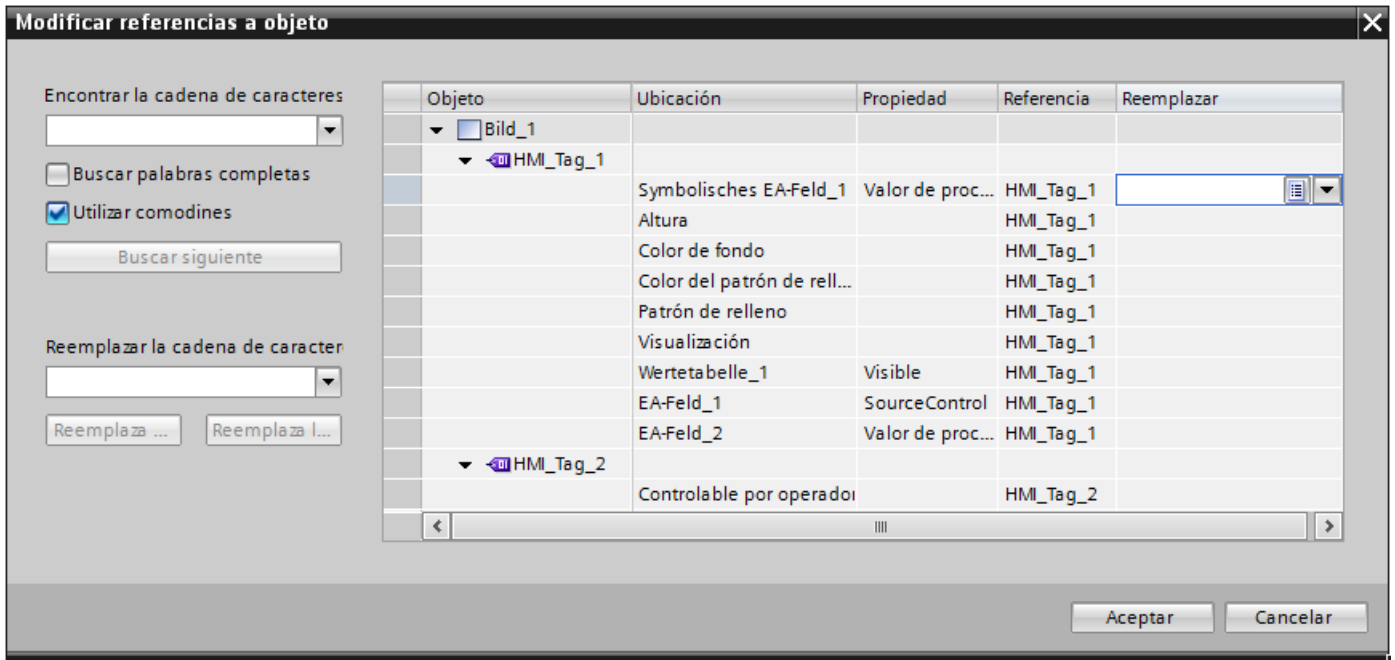 Modificar referencias a objeto
Encontrar la cadena de caracteres
Buscar palabras completas
Utilizar comodines
Buscar siguiente
Reemplazar la cadena de caracter
Reemplaza ... Reemplaza l...
Objeto Ubicación Propiedad Referencia Reemplazar
Bild_1
HMI_Tag_1
Symbolisches EA-Feld_1 Valor de proc... HMI_Tag_1
Altura HMI_Tag_1
Color de fondo HMI_Tag_1
Color del patrón de rell... HMI_Tag_1
Patrón de relleno HMI_Tag_1
Visualización HMI_Tag_1
Wertetabelle_1 Visible HMI_Tag_1
EA-Feld_1 SourceControl HMI_Tag_1
EA-Feld_2 Valor de proc... HMI_Tag_1
HMI_Tag_2
Controlable por operador HMI_Tag_2
Aceptar Cancelar